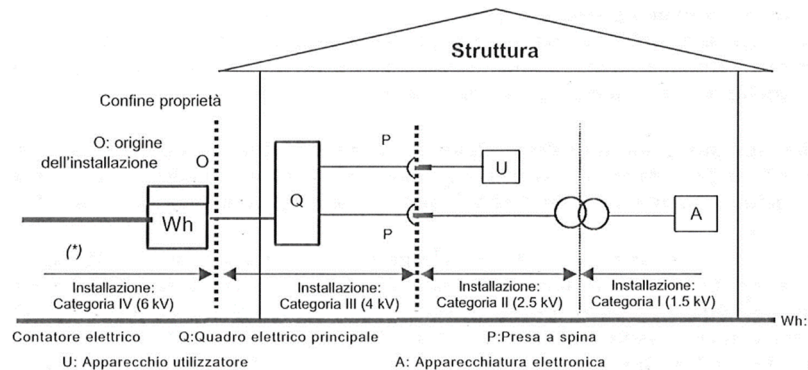 Struttura
Confine proprietà
O: origine
dell'installazione
O
P
U
Q
Wh
P
A
(*)
Installazione:
Categoria IV (6 kV)
Installazione:
Categoria III (4 kV)
Installazione:
Categoria II (2.5 kV)
Installazione:
Categoria I (1.5 kV)
Wh:
Contatore elettrico Q:Quadro elettrico principale P:Presa a spina
U: Apparecchio utilizzatore A: Apparecchiatura elettronica